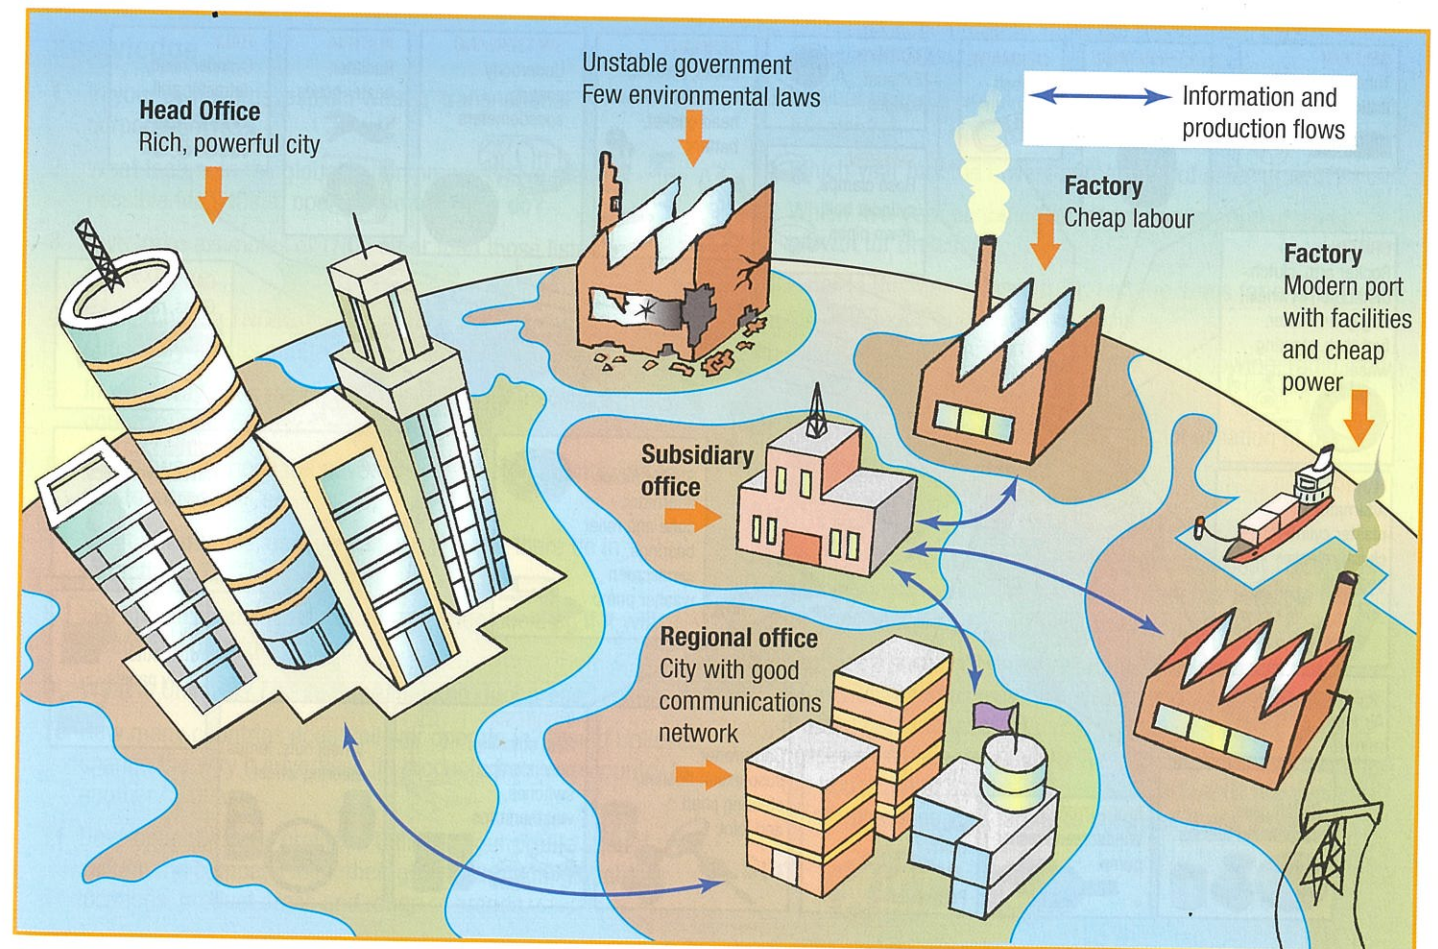 Head Office
Rich, powerful city
Unstable government
Few environmental laws
Information and
production flows
Factory
Cheap labour
Factory
Modern port
with facilities
and cheap
power
Subsidiary
office
Regional office
City with good
communications
network